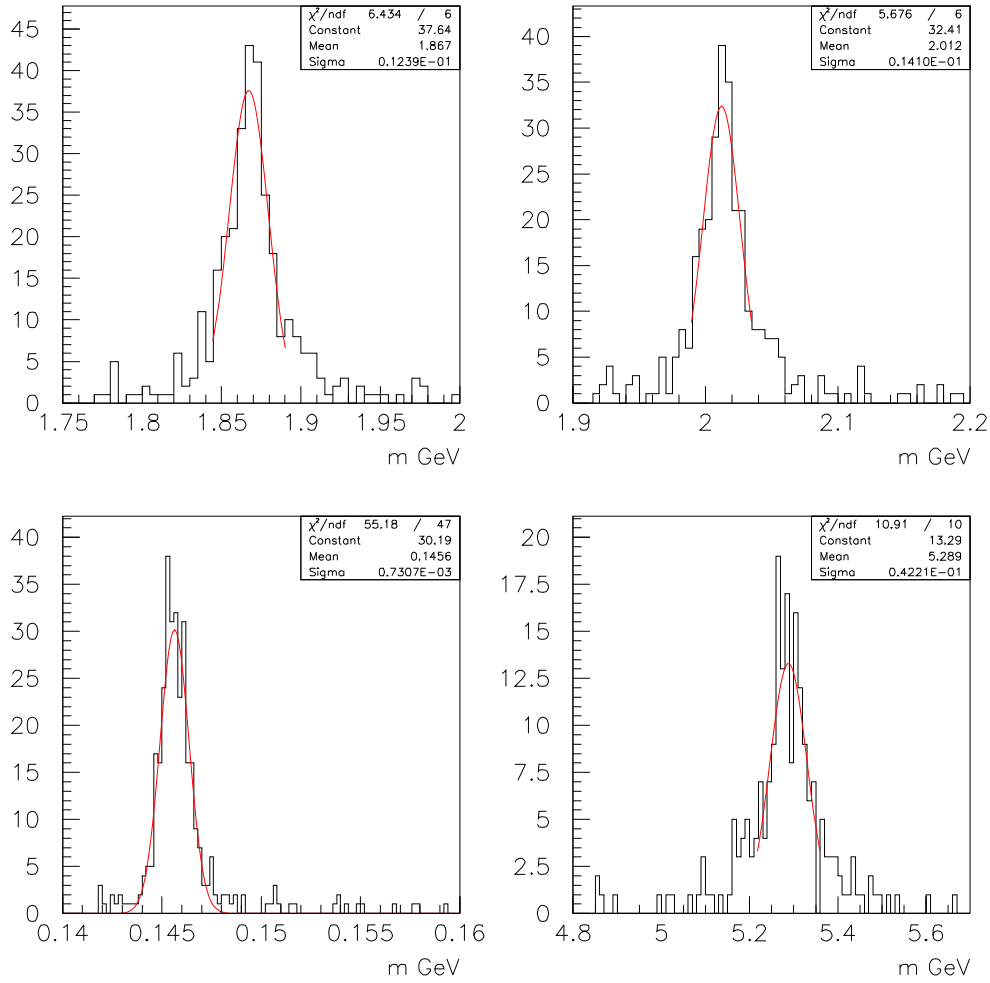 χ²/ndf 6.434 / 6
Constant 37.64
Mean 1.867
Sigma 0.1239E-01
45
40
35
30
25
20
15
10
5
0
1.75 1.8 1.85 1.9 1.95 2
m GeV
χ²/ndf 5.676 / 6
Constant 32.41
Mean 2.012
Sigma 0.1410E-01
40
35
30
25
20
15
10
5
0
1.9 2 2.1 2.2
m GeV
χ²/ndf 55.18 / 47
Constant 30.19
Mean 0.1456
Sigma 0.7307E-03
40
35
30
25
20
15
10
5
0
0.14 0.145 0.15 0.155 0.16
m GeV
χ²/ndf 10.91 / 10
Constant 13.29
Mean 5.289
Sigma 0.4221E-01
20
17.5
15
12.5
10
7.5
5
2.5
0
4.8 5 5.2 5.4 5.6
m GeV